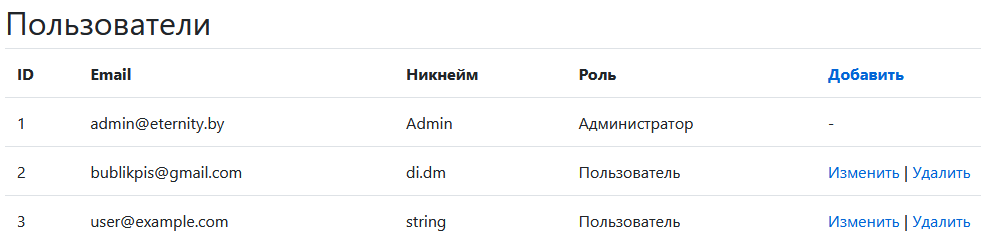 Пользователи
ID Email Никнейм Роль Добавить
1 admin@eternity.by Admin Администратор -
2 bublikpis@gmail.com di.dm Пользователь Изменить | Удалить
3 user@example.com string Пользователь Изменить | Удалить